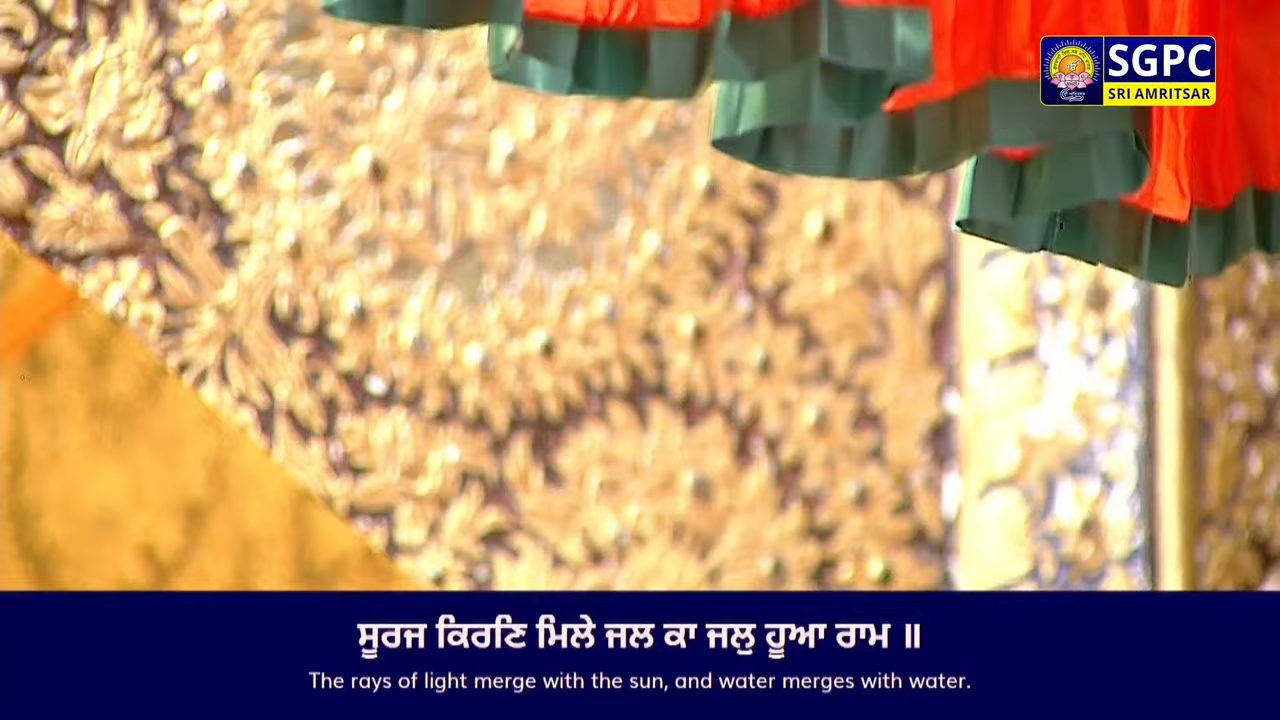 SGPC
SRI AMRITSAR
ਸੂਰਜ ਕਿਰਣਿ ਮਿਲੇ ਜਲ ਕਾ ਜਲੁ ਹੂਆ ਰਾਮ ॥
The rays of light merge with the sun, and water merges with water.